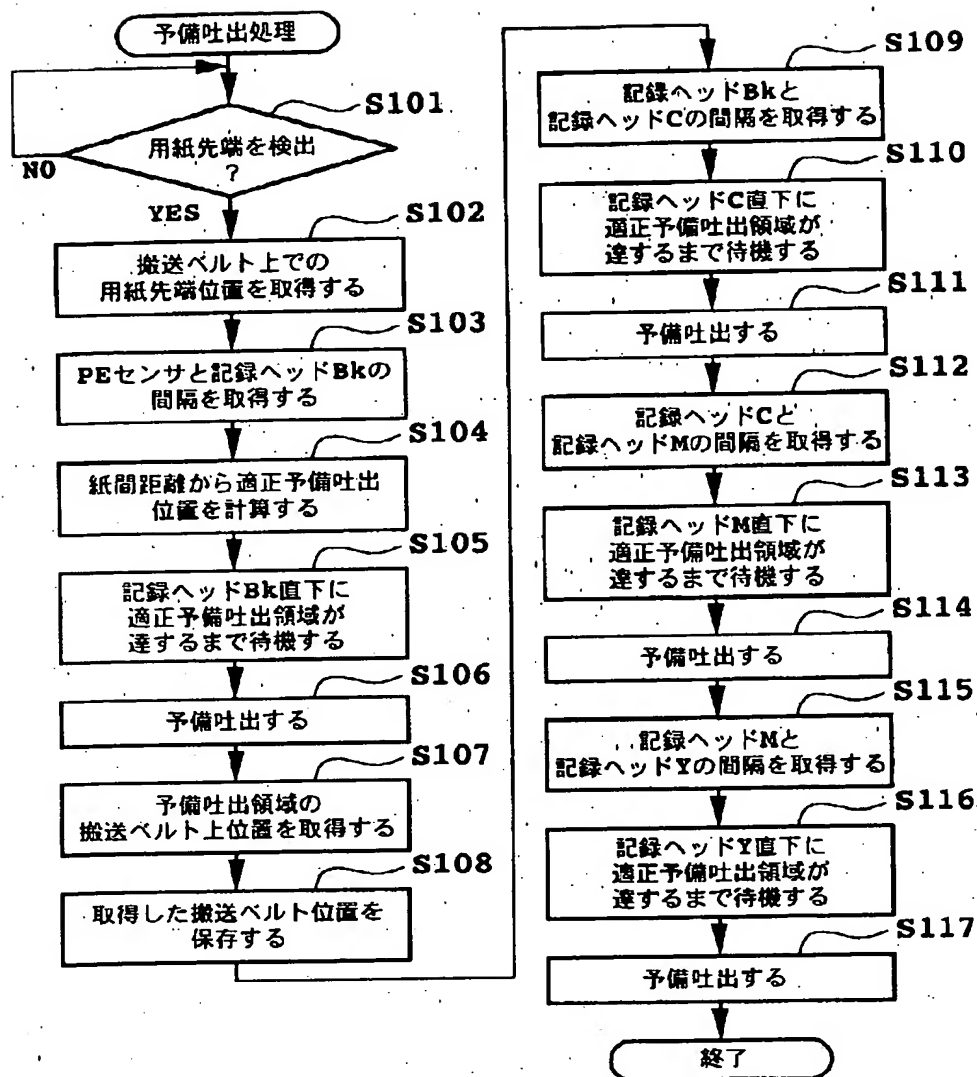 予備吐出処理
S101
用紙先端を検出
?
NO
YES
S102
搬送ベルト上での
用紙先端位置を取得する
S103
PEセンサと記録ヘッドBkの
間隔を取得する
S104
紙間距離から適正予備吐出
位置を計算する
S105
記録ヘッドBk直下に
適正予備吐出領域が
達するまで待機する
S106
予備吐出する
S107
予備吐出領域の
搬送ベルト上位置を取得する
S108
取得した搬送ベルト位置を
保存する
S109
記録ヘッドBkと
記録ヘッドCの間隔を取得する
S110
記録ヘッドC直下に
適正予備吐出領域が
達するまで待機する
S111
予備吐出する
S112
記録ヘッドCと
記録ヘッドMの間隔を取得する
S113
記録ヘッドM直下に
適正予備吐出領域が
達するまで待機する
S114
予備吐出する
S115
記録ヘッドMと
記録ヘッドYの間隔を取得する
S116
記録ヘッドY直下に
適正予備吐出領域が
達するまで待機する
S117
予備吐出する
終了